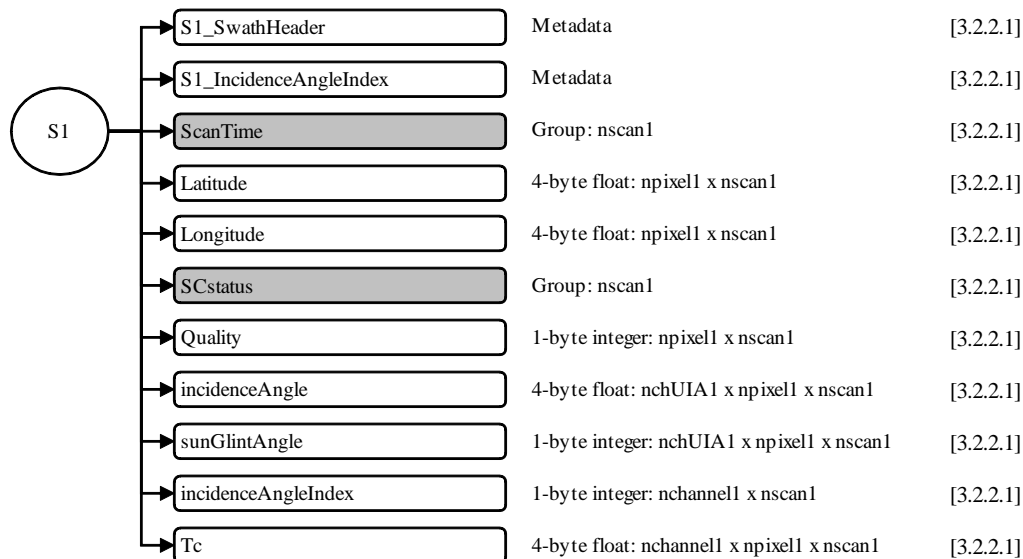 S1_SwathHeader Metadata [3.2.2.1]
S1_IncidenceAngleIndex Metadata [3.2.2.1]
S1 ScanTime Group: nscan1 [3.2.2.1]
Latitude 4-byte float: npixel1 x nscan1 [3.2.2.1]
Longitude 4-byte float: npixel1 x nscan1 [3.2.2.1]
SCstatus Group: nscan1 [3.2.2.1]
Quality 1-byte integer: npixel1 x nscan1 [3.2.2.1]
incidenceAngle 4-byte float: nchUIA1 x npixel1 x nscan1 [3.2.2.1]
sunGlintAngle 1-byte integer: nchUIA1 x npixel1 x nscan1 [3.2.2.1]
incidenceAngleIndex 1-byte integer: nchannel1 x nscan1 [3.2.2.1]
Tc 4-byte float: nchannel1 x npixel1 x nscan1 [3.2.2.1]